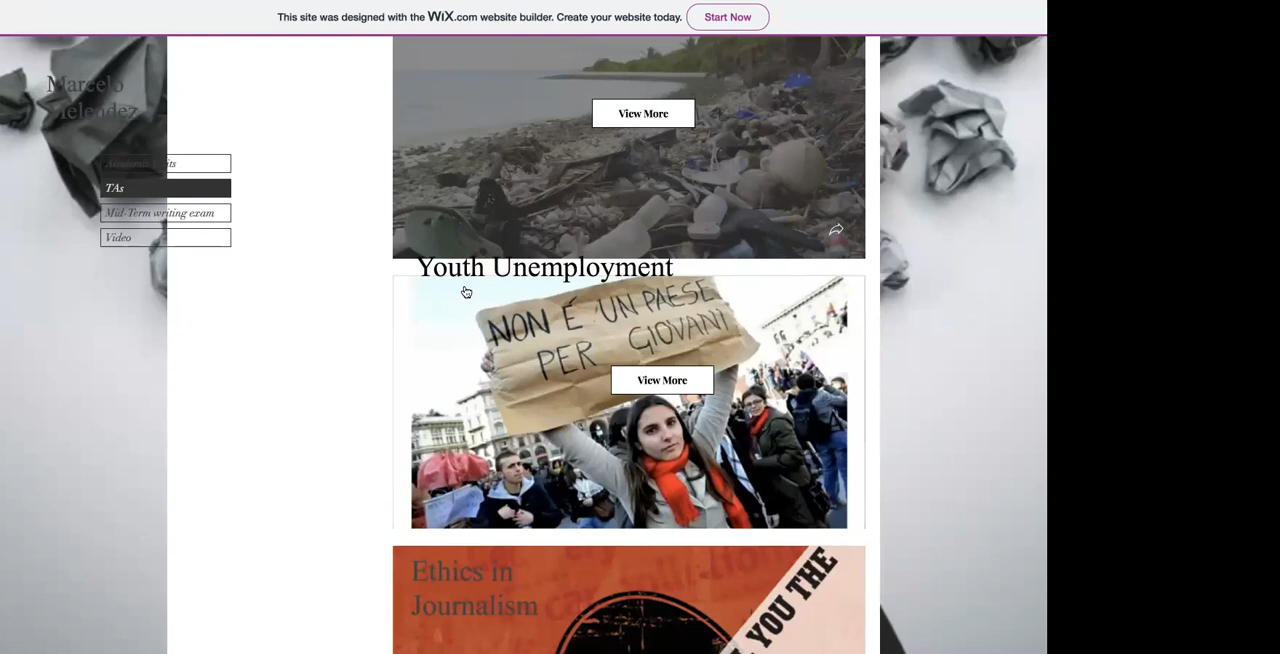 This site was designed with the WiX.com website builder. Create your website today. Start Now
Marcelo
Melendez
TAs
Mid-Term writing exam
Video
View More
Youth Unemployment
NON É UN PAESE
PER GIOVANI
View More
Ethics in
Journalism
YOU THE